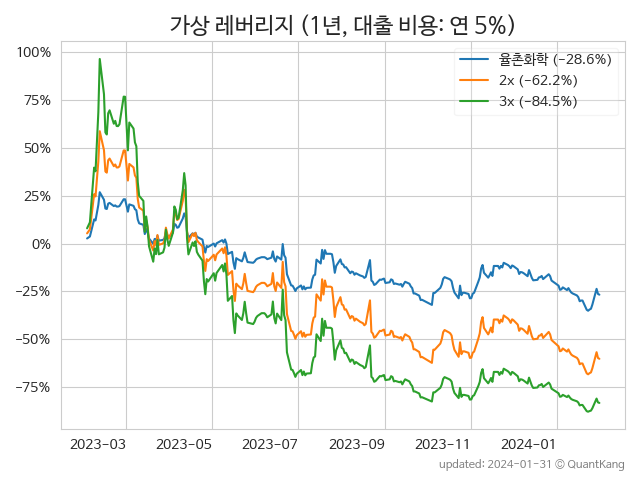 가상 레버리지 (1년, 대출 비용: 연 5%)
율촌화학 (−28.6%)
2x (−62.2%)
3x (−84.5%)
100%
75%
50%
25%
0%
−25%
−50%
−75%
2023-03 2023-05 2023-07 2023-09 2023-11 2024-01
updated: 2024-01-31 © QuantKang